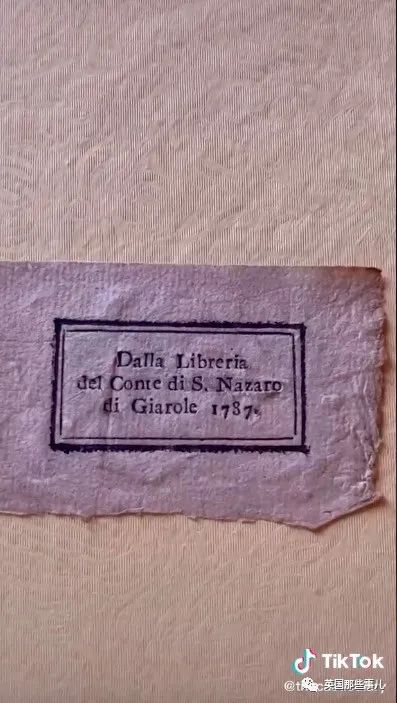 Dalla Libreria
del Conte di S. Nazaro
di Giarole 1787.
TikTok
英国那些事儿